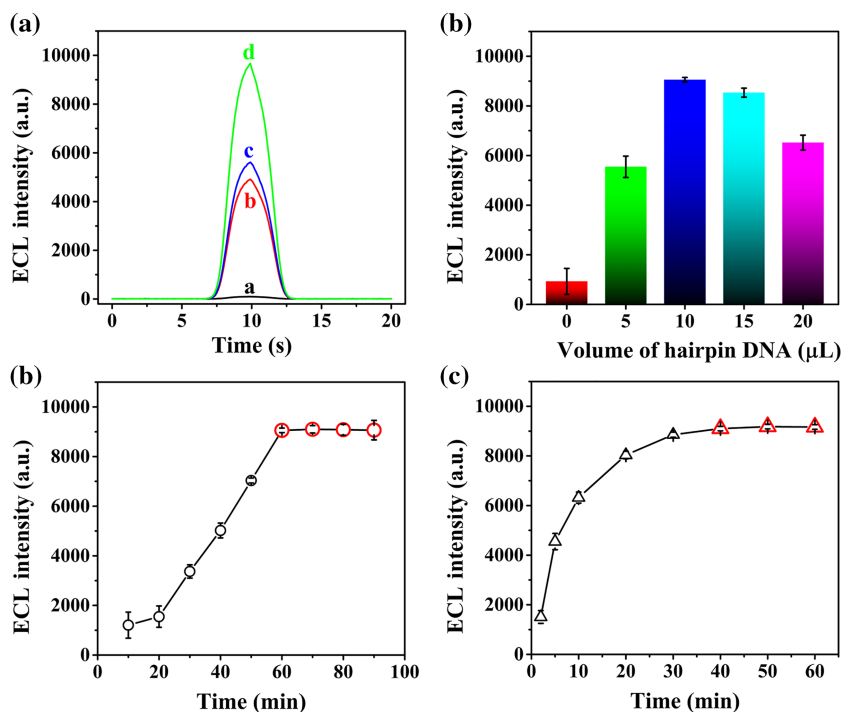 (a)
10000
8000
6000
4000
2000
0
ECL intensity (a.u.)
d
c
b
a
0 5 10 15 20
Time (s)
(b)
10000
8000
6000
4000
2000
0
ECL intensity (a.u.)
0 5 10 15 20
Volume of hairpin DNA (μL)
(b)
10000
8000
6000
4000
2000
0
ECL intensity (a.u.)
0 20 40 60 80 100
Time (min)
(c)
10000
8000
6000
4000
2000
0
ECL intensity (a.u.)
0 10 20 30 40 50 60
Time (min)